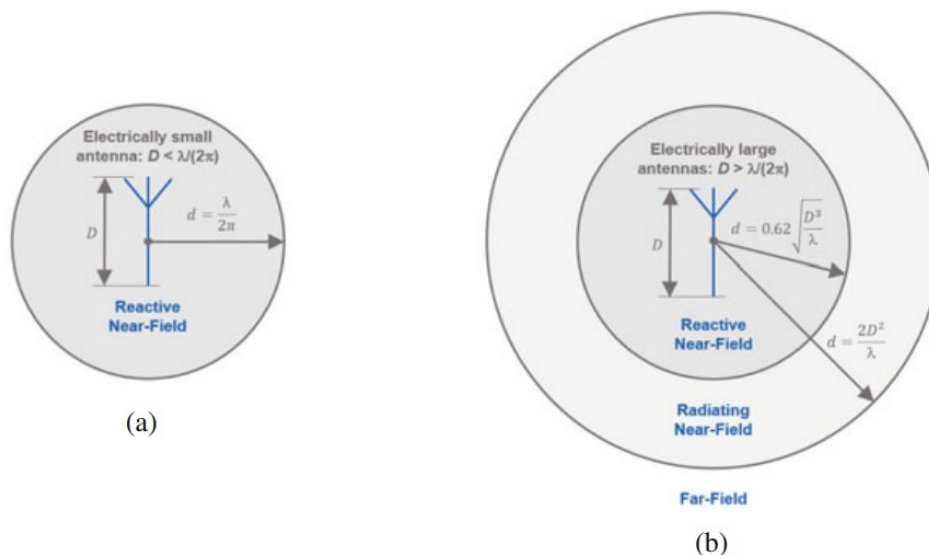 Electrically small
antenna: D < λ/(2π)
D
d = λ/2π
Reactive
Near-Field
(a)
Electrically large
antennas: D > λ/(2π)
D
d = 0.62 √(D³/λ)
Reactive
Near-Field
d = 2D²/λ
Radiating
Near-Field
Far-Field
(b)